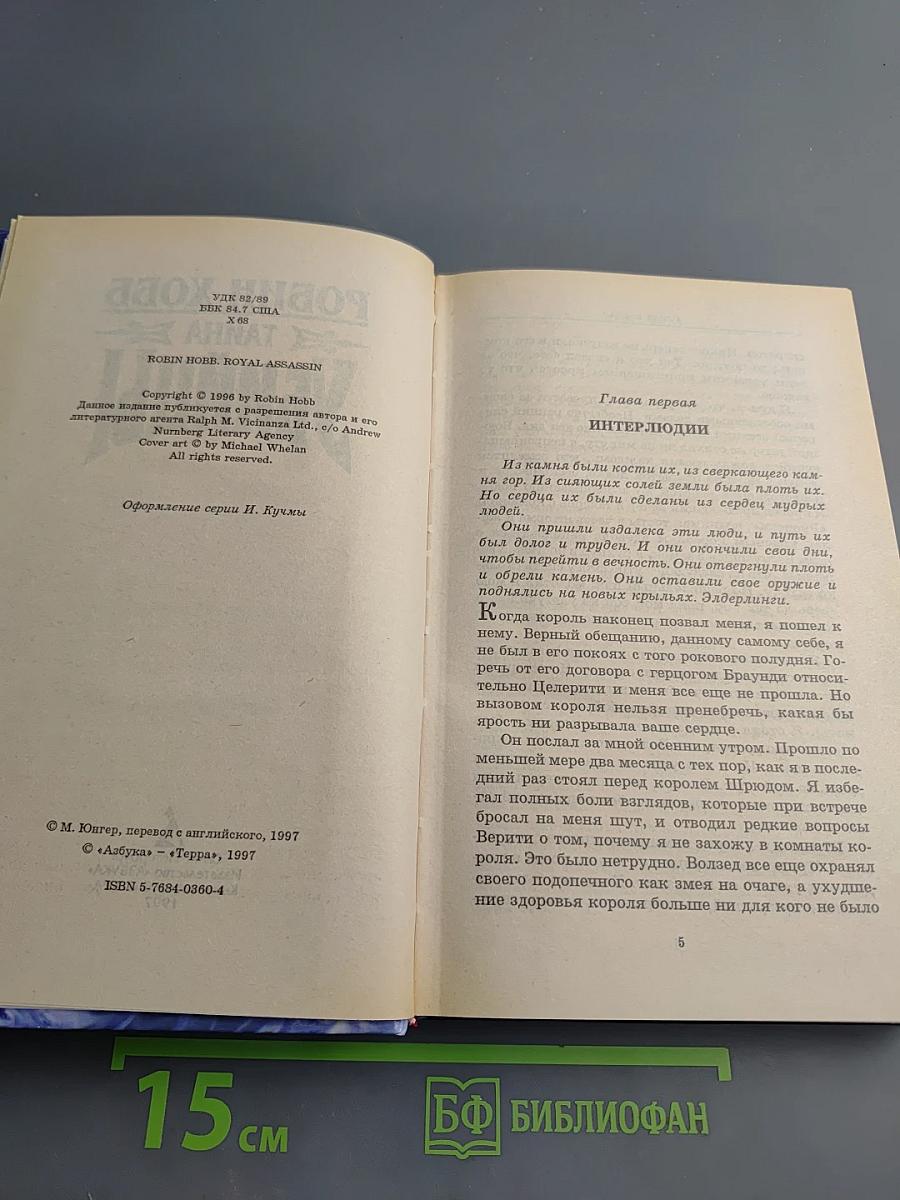 УДК 82/89
ББК 84.7 США
Х 68
ROBIN HOBB. ROYAL ASSASSIN
Copyright © 1996 by Robin Hobb
Данное издание публикуется с разрешения автора и его
литературного агента Ralph M. Vicinanza Ltd., c/o Andrew
Nurnberg Literary Agency
Cover art © by Michael Whelan
All rights reserved.
Оформление серии И. Кучмы
© М. Юнгер, перевод с английского, 1997
© «Азбука» – «Терра», 1997
ISBN 5-7684-0360-4
Глава первая
ИНТЕРЛЮДИИ
Из камня были кости их, из сверкающего кам-
ня гор. Из сияющих солей земли была плоть их.
Но сердца их были сделаны из сердец мудрых
людей.
Они пришли издалека эти люди, и путь их
был долог и труден. И они окончили свои дни,
чтобы перейти в вечность. Они отвергнули плоть
и обрели камень. Они оставили свое оружие и
поднялись на новых крыльях. Элдерлинги.
Когда король наконец позвал меня, я пошел к
нему. Верный обещанию, данному самому себе, я
не был в его покоях с того рокового полудня. Го-
речь от его договора с герцогом Браунди относи-
тельно Целерити и меня все еще не прошла. Но
вызовом короля нельзя пренебречь, какая бы
ярость ни разрывала ваше сердце.
Он послал за мной осенним утром. Прошло по
меньшей мере два месяца с тех пор, как я в после-
дний раз стоял перед королем Шрюдом. Я избе-
гал полных боли взглядов, которые при встрече
бросал на меня шут, и отводил редкие вопросы
Верити о том, почему я не захожу в комнаты ко-
роля. Это было нетрудно. Волзед все еще охранял
своего подопечного как змея на очаге, а ухудше-
ние здоровья короля больше ни для кого не было
5
15 см
БФ БИБЛИОФАН